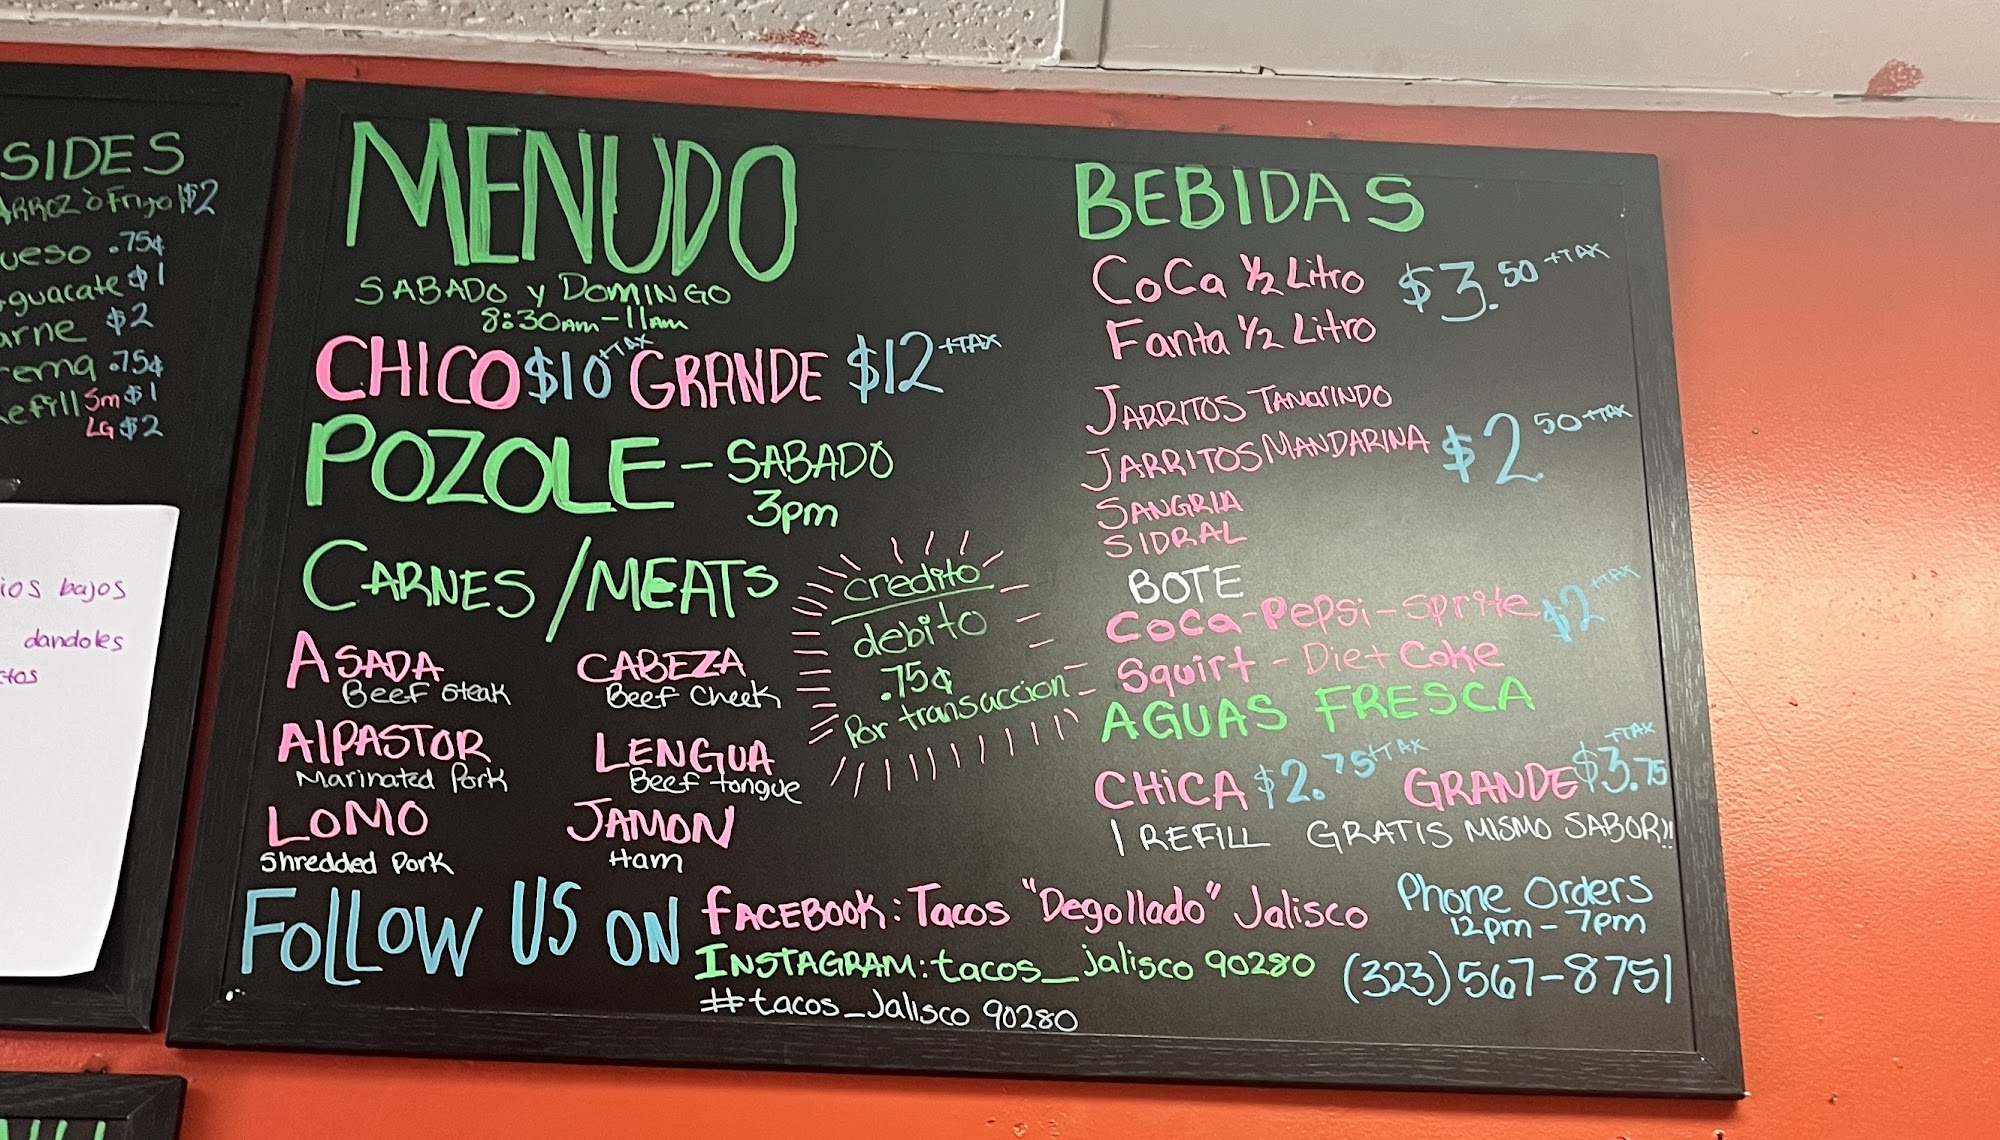 SIDES
ARROZ ò Frijol $2
ueso .75¢
guacate $1
arne $2
rema .75¢
efill Sm $1
LG $2
ios bajos
dandoles
tos
MENUDO
SABADO y DOMINGO
8:30AM-11AM
CHICO $10 +TAX GRANDE $12 +TAX
POZOLE - SABADO
3pm
CARNES/MEATS
ASADA
Beef Steak
CABEZA
Beef Cheek
AlPASTOR
Marinated Pork
LENGUA
Beef tongue
LOMO
Shredded Pork
JAMON
Ham
credito
debito
.75¢
Por transaccion
BEBIDAS
CoCa ½ Litro $3.50 +TAX
Fanta ½ Litro
JARRITOS TAMARINDO
JARRITOS MANDARINA $2.50 +TAX
SANGRIA
SIDRAL
BOTE
Coca-Pepsi-Sprite $2 +TAX
Squirt - Diet Coke
AGUAS FRESCA
CHICA $2.75 +TAX GRANDE $3.75 +TAX
1 REFILL GRATIS MISMO SABOR!!
FOLLOW US ON
FACEBOOK: Tacos "Degollado" Jalisco
INSTAGRAM: tacos_jalisco 90280
#tacos_Jalisco 90280
Phone Orders
12pm - 7pm
(323) 567-8751